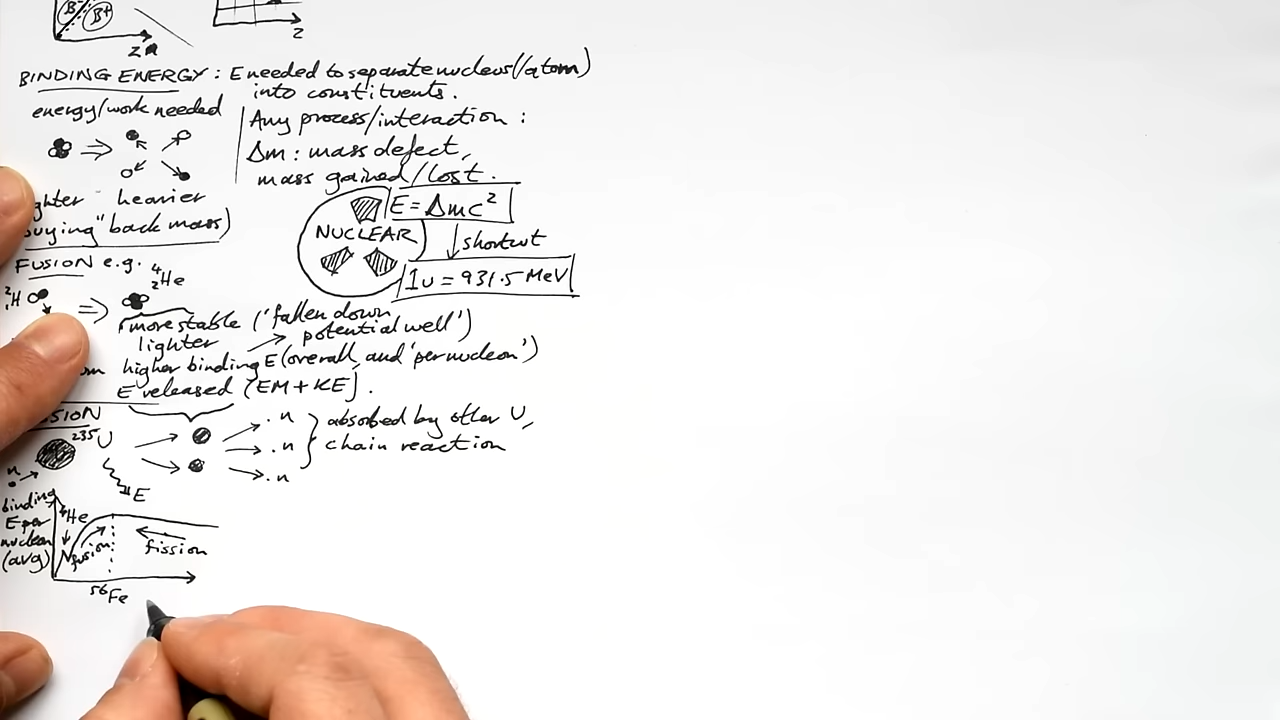 B⁻ B⁺
Z
Z
BINDING ENERGY: E needed to separate nucleus (/atom)
into constituents.
energy/work needed
Any process/interaction:
Δm: mass defect,
mass gained/lost.
heavier
back mass)
E = Δmc²
NUCLEAR
shortcut
1u = 931.5 MeV
FUSION e.g. ⁴₂He
²₁H
more stable ('fallen down
potential well')
lighter
higher binding E (overall, and 'per nucleon')
E released (EM + KE).
²³⁵U
n
n
n
n
absorbed by other U,
chain reaction
E
binding
E per
nucleon
(avg)
⁴He
fusion
fission
⁵⁶Fe